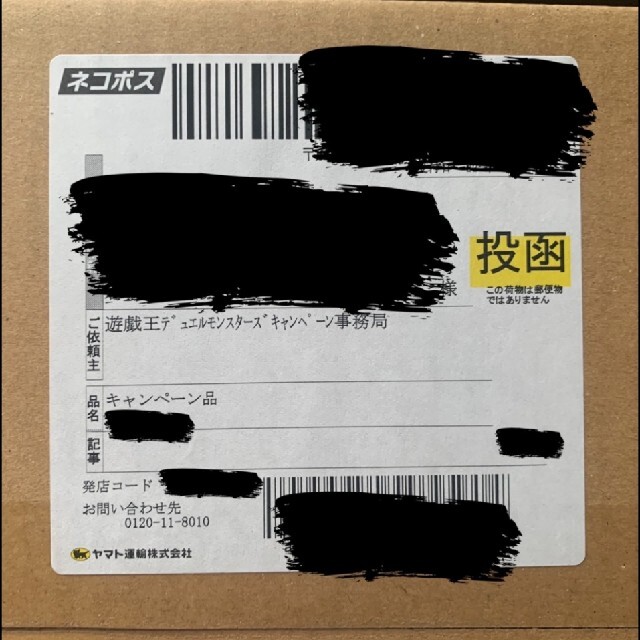 ネコポス
様
投函
この荷物は郵便物
ではありません
ご依頼主
遊戯王ﾃﾞｭｴﾙﾓﾝｽﾀｰｽﾞｷｬﾝﾍﾟｰﾝ事務局
品名
キャンペーン品
記事
発店コード
お問い合わせ先
0120-11-8010
ヤマト運輸株式会社